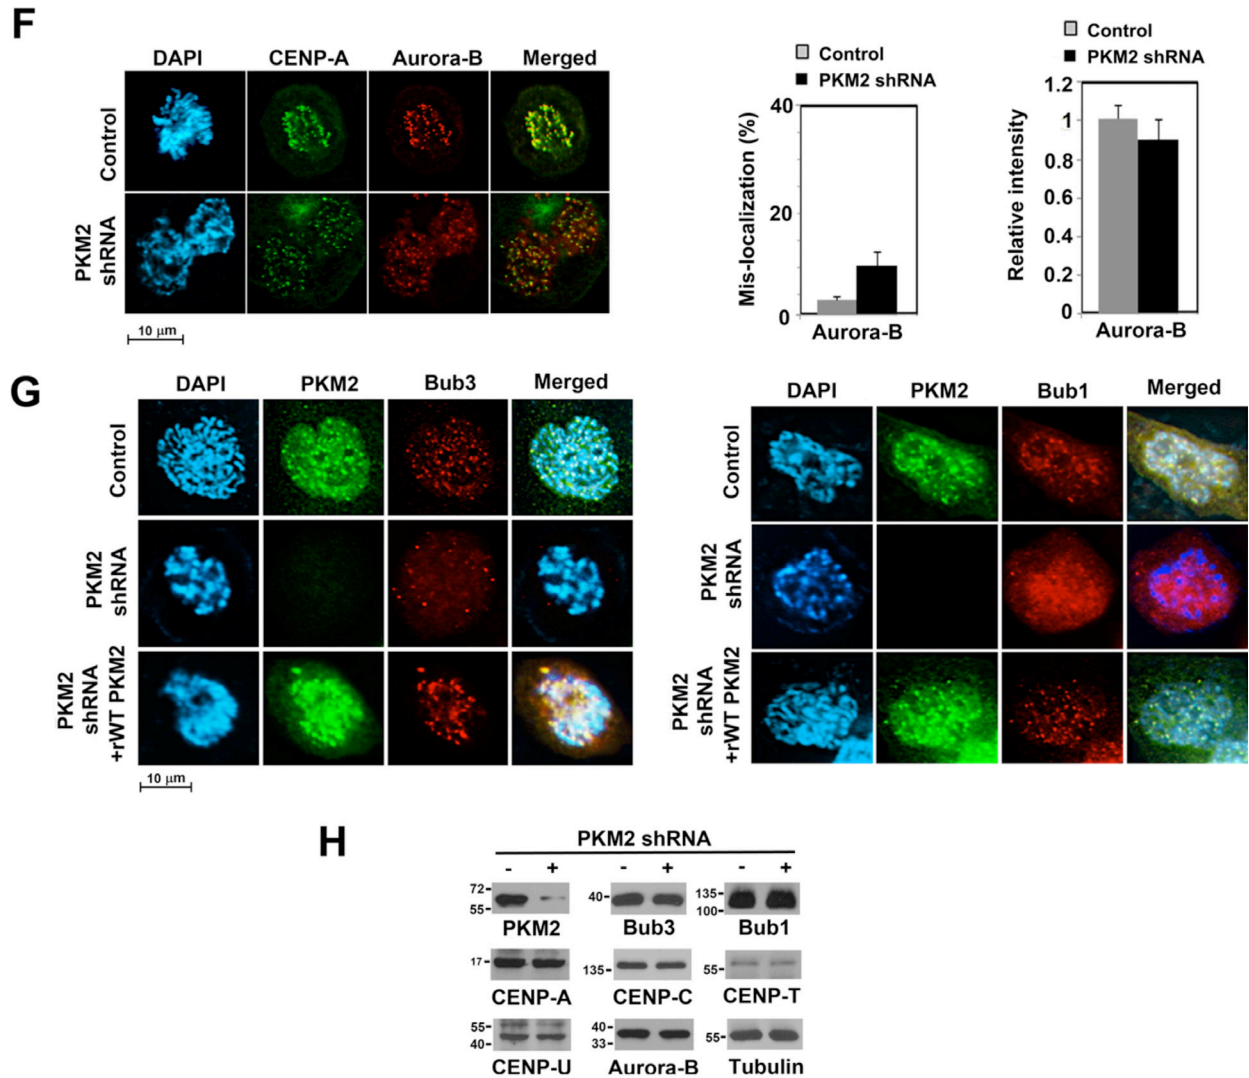 F
DAPI CENP-A Aurora-B Merged
Control
PKM2 shRNA
10 μm
Control
PKM2 shRNA
Mis-localization (%)
40
20
0
Aurora-B
Control
PKM2 shRNA
Relative intensity
1.2
1
0.8
0.6
0.4
0.2
0
Aurora-B
G
DAPI PKM2 Bub3 Merged
Control
PKM2 shRNA
PKM2 shRNA +rWT PKM2
10 μm
DAPI PKM2 Bub1 Merged
Control
PKM2 shRNA
PKM2 shRNA +rWT PKM2
H
PKM2 shRNA
- + - + - +
72-
55-
PKM2
40-
Bub3
135-
100-
Bub1
17-
CENP-A
135-
CENP-C
55-
CENP-T
55-
40-
CENP-U
40-
33-
Aurora-B
55-
Tubulin